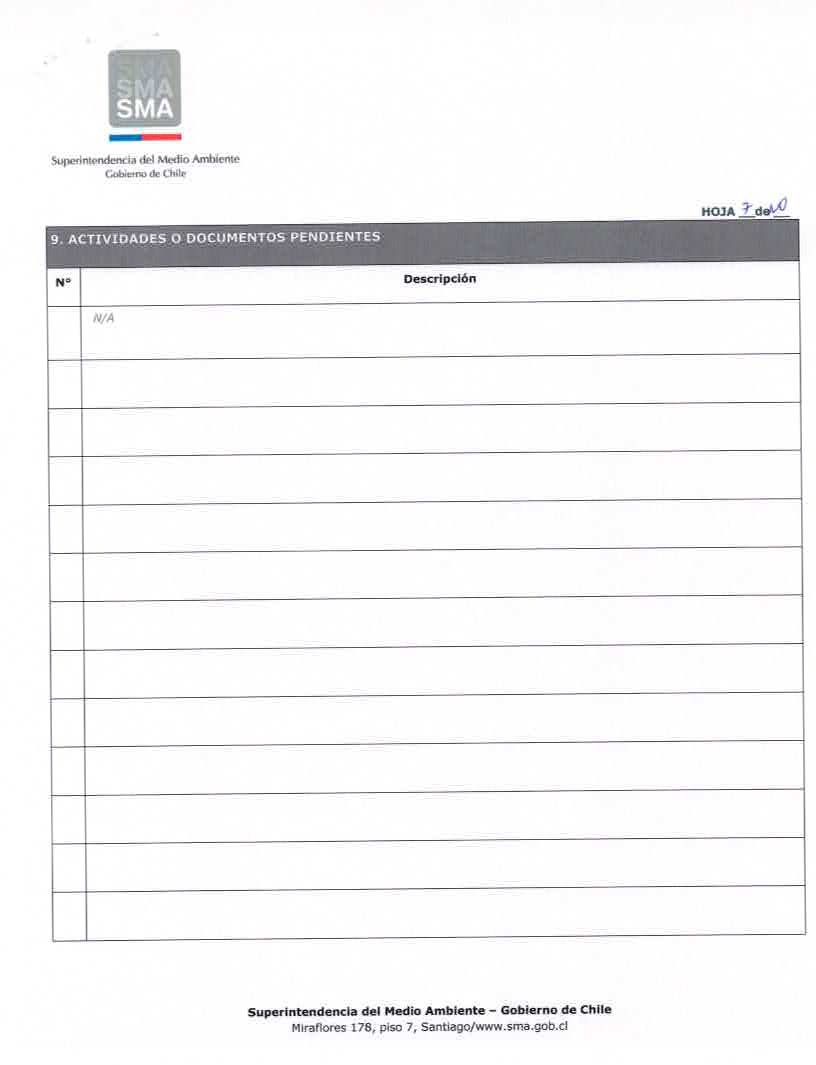 SMA
SMA
SMA
Superintendencia del Medio Ambiente
Gobierno de Chile
HOJA 7 de 10
9. ACTIVIDADES O DOCUMENTOS PENDIENTES
N° Descripción
N/A
Superintendencia del Medio Ambiente – Gobierno de Chile
Miraflores 178, piso 7, Santiago/www.sma.gob.cl